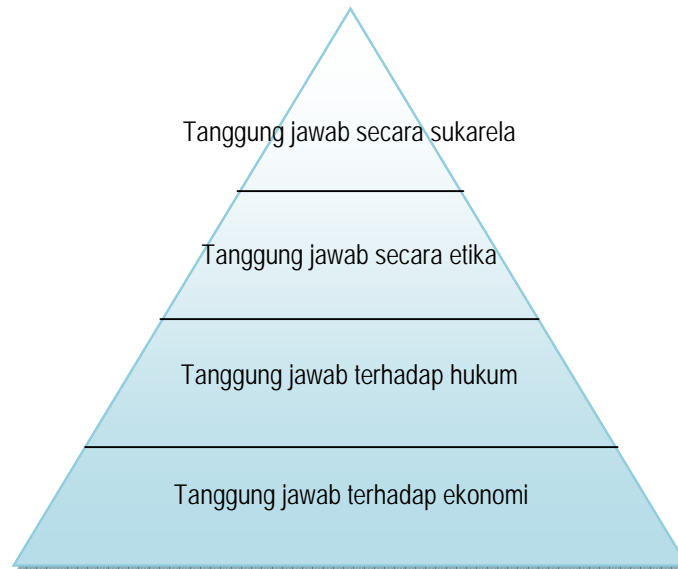 Tanggung jawab secara sukarela
Tanggung jawab secara etika
Tanggung jawab terhadap hukum
Tanggung jawab terhadap ekonomi